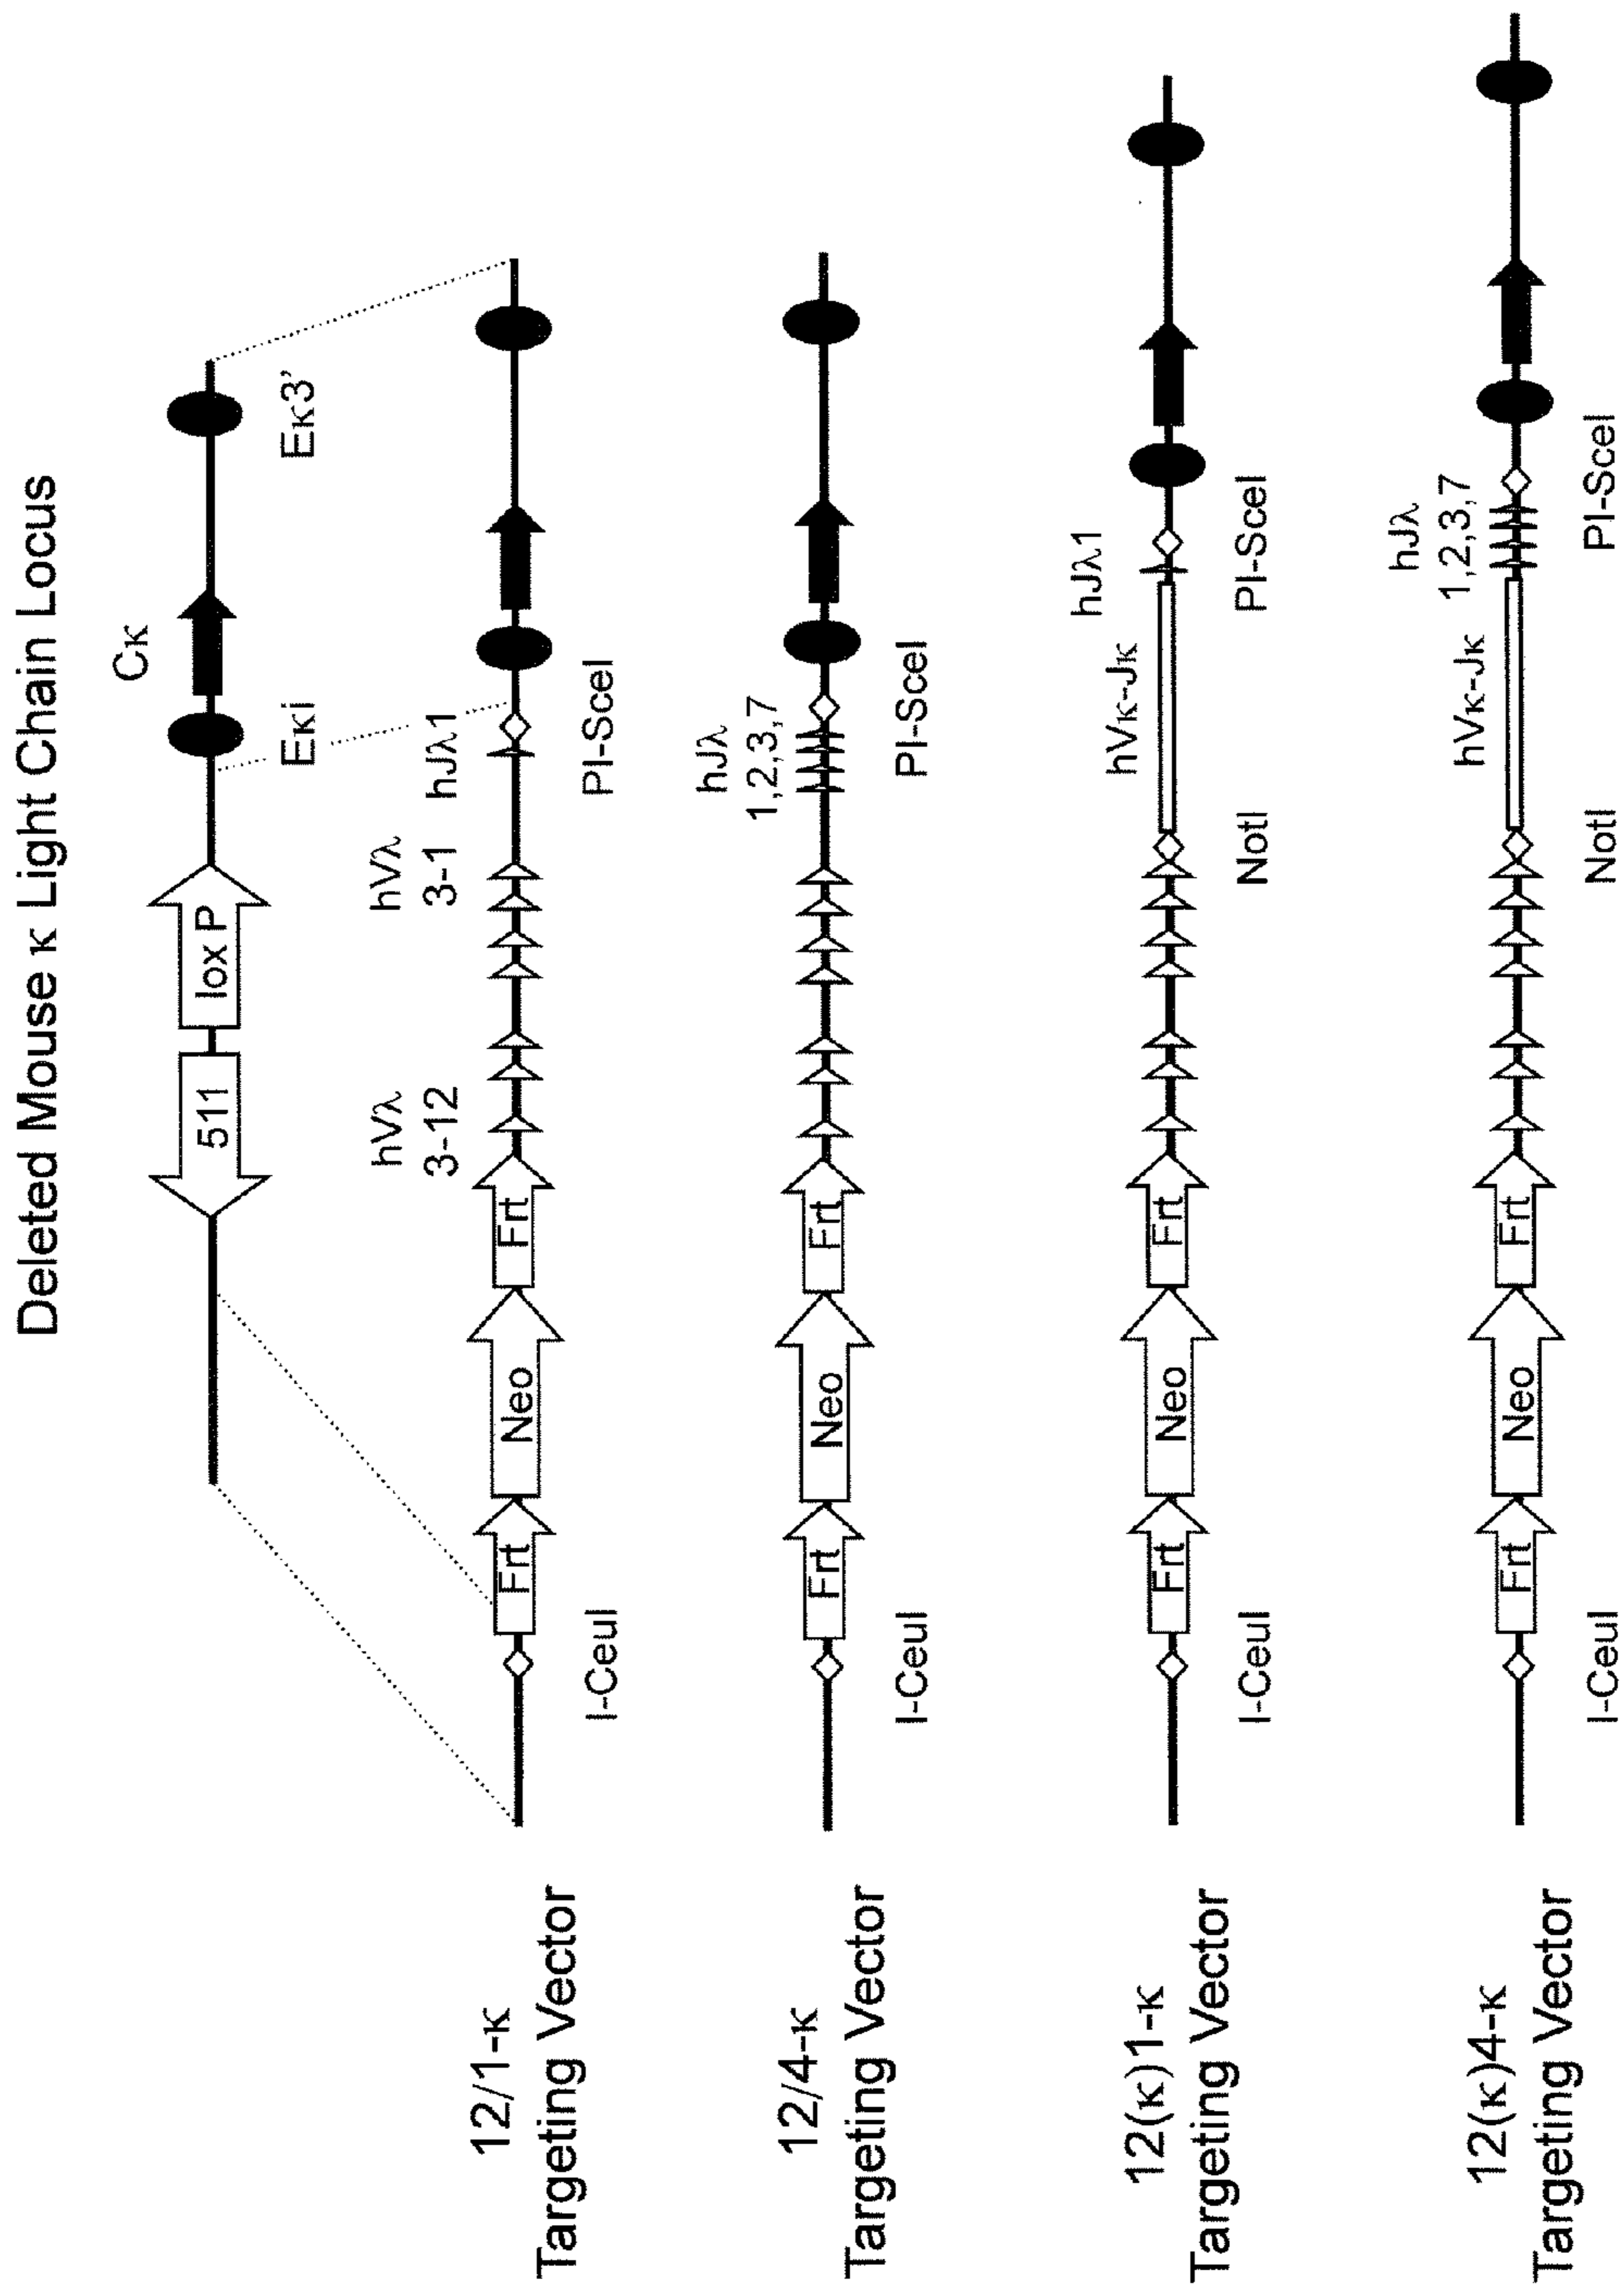 Deleted Mouse κ Light Chain Locus
511
lox P
Cκ
Eκi
Eκ3'
12/1-κ
Targeting Vector
hVλ
3-12
hVλ
3-1
hJλ1
Frt
Neo
Frt
I-CeuI
PI-SceI
12/4-κ
Targeting Vector
hJλ
1,2,3,7
Frt
Neo
Frt
I-CeuI
PI-SceI
12(κ)1-κ
Targeting Vector
hVκ-Jκ
hJλ1
Frt
Neo
Frt
I-CeuI
NotI
PI-SceI
12(κ)4-κ
Targeting Vector
hVκ-Jκ
hJλ
1,2,3,7
Frt
Neo
Frt
I-CeuI
NotI
PI-SceI